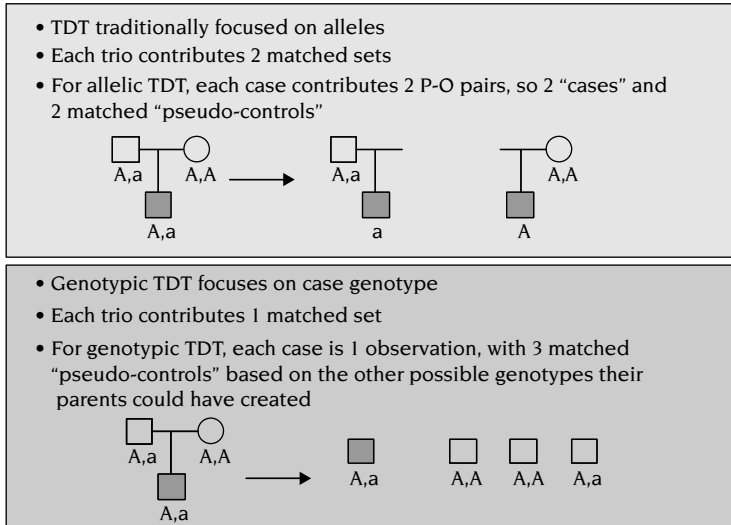 • TDT traditionally focused on alleles
• Each trio contributes 2 matched sets
• For allelic TDT, each case contributes 2 P-O pairs, so 2 “cases” and
2 matched “pseudo-controls”
A,a A,A A,a A,A
A,a a A
• Genotypic TDT focuses on case genotype
• Each trio contributes 1 matched set
• For genotypic TDT, each case is 1 observation, with 3 matched
“pseudo-controls” based on the other possible genotypes their
parents could have created
A,a A,A
A,a A,A A,A A,a
A,a